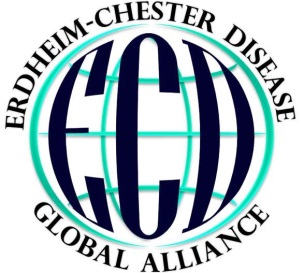 ERDHEIM-CHESTER DISEASE
ECD
GLOBAL ALLIANCE